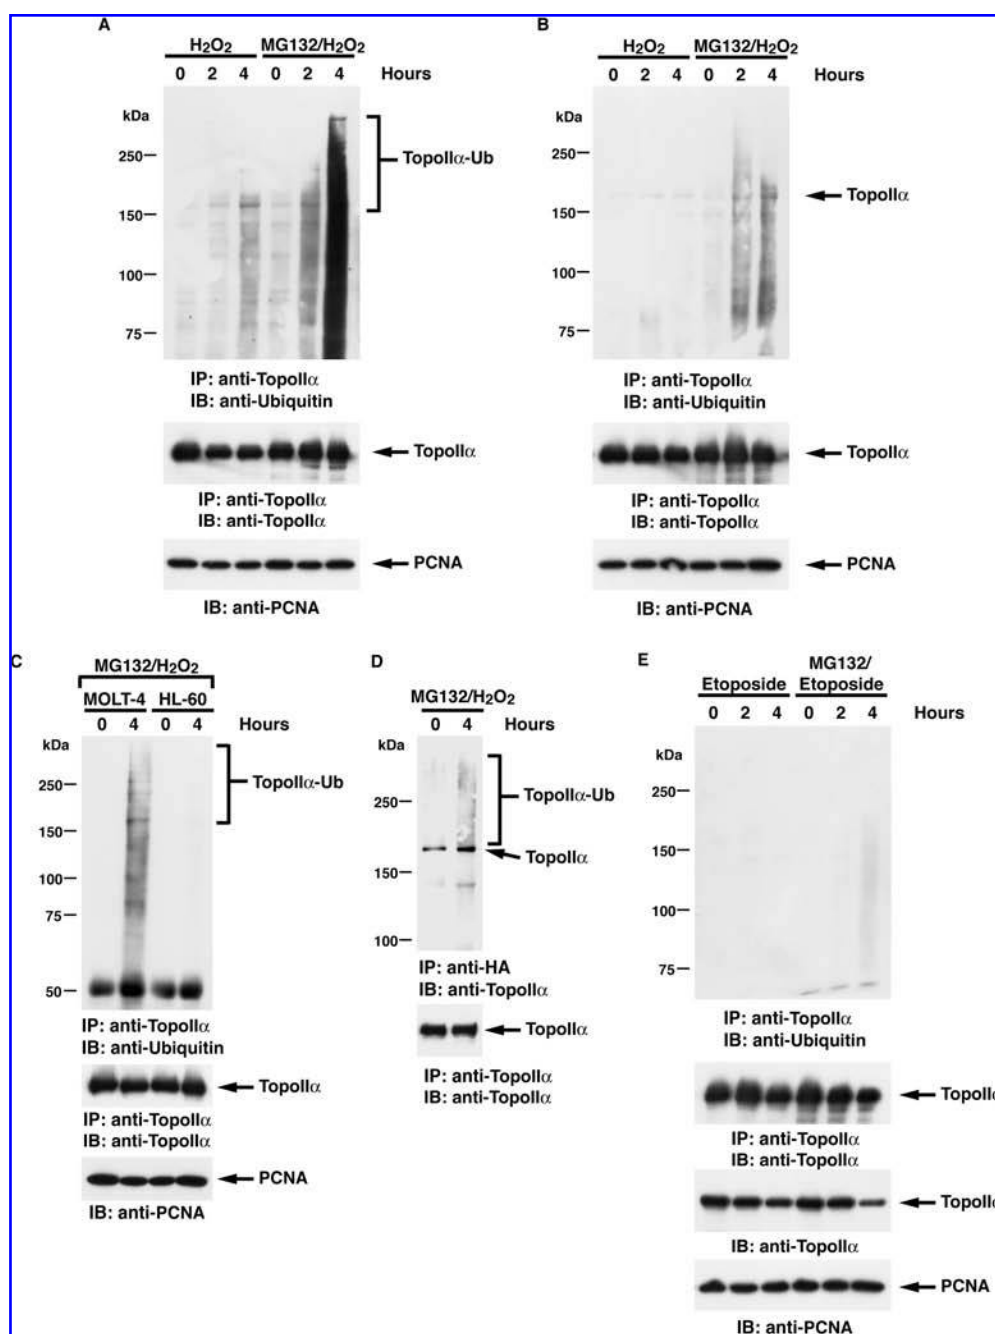 A
H2O2 MG132/H2O2
0 2 4 0 2 4 Hours
kDa
250
150
100
75
TopoIIα-Ub
IP: anti-TopoIIα
IB: anti-Ubiquitin
TopoIIα
IP: anti-TopoIIα
IB: anti-TopoIIα
PCNA
IB: anti-PCNA
B
H2O2 MG132/H2O2
0 2 4 0 2 4 Hours
kDa
250
150
100
75
TopoIIα
IP: anti-TopoIIα
IB: anti-Ubiquitin
TopoIIα
IP: anti-TopoIIα
IB: anti-TopoIIα
PCNA
IB: anti-PCNA
C
MG132/H2O2
MOLT-4 HL-60
0 4 0 4 Hours
kDa
250
150
100
75
50
TopoIIα-Ub
IP: anti-TopoIIα
IB: anti-Ubiquitin
TopoIIα
IP: anti-TopoIIα
IB: anti-TopoIIα
PCNA
IB: anti-PCNA
D
MG132/H2O2
0 4 Hours
kDa
250
150
100
TopoIIα-Ub
TopoIIα
IP: anti-HA
IB: anti-TopoIIα
TopoIIα
IP: anti-TopoIIα
IB: anti-TopoIIα
E
MG132/
Etoposide Etoposide
0 2 4 0 2 4 Hours
kDa
250
150
100
75
IP: anti-TopoIIα
IB: anti-Ubiquitin
TopoIIα
IP: anti-TopoIIα
IB: anti-TopoIIα
TopoIIα
IB: anti-TopoIIα
PCNA
IB: anti-PCNA